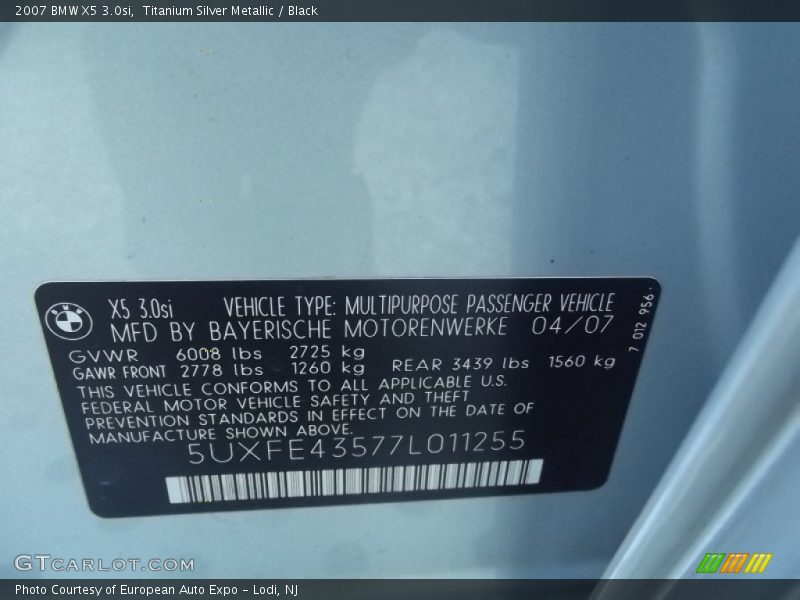 2007 BMW X5 3.0si, Titanium Silver Metallic / Black
X5 3.0si VEHICLE TYPE: MULTIPURPOSE PASSENGER VEHICLE
MFD BY BAYERISCHE MOTORENWERKE 04/07
GVWR 6008 lbs 2725 kg
GAWR FRONT 2778 lbs 1260 kg REAR 3439 lbs 1560 kg
THIS VEHICLE CONFORMS TO ALL APPLICABLE U.S.
FEDERAL MOTOR VEHICLE SAFETY AND THEFT
PREVENTION STANDARDS IN EFFECT ON THE DATE OF
MANUFACTURE SHOWN ABOVE.
5UXFE43577L011255
7 012 956.
GTCARLOT.COM
Photo Courtesy of European Auto Expo - Lodi, NJ